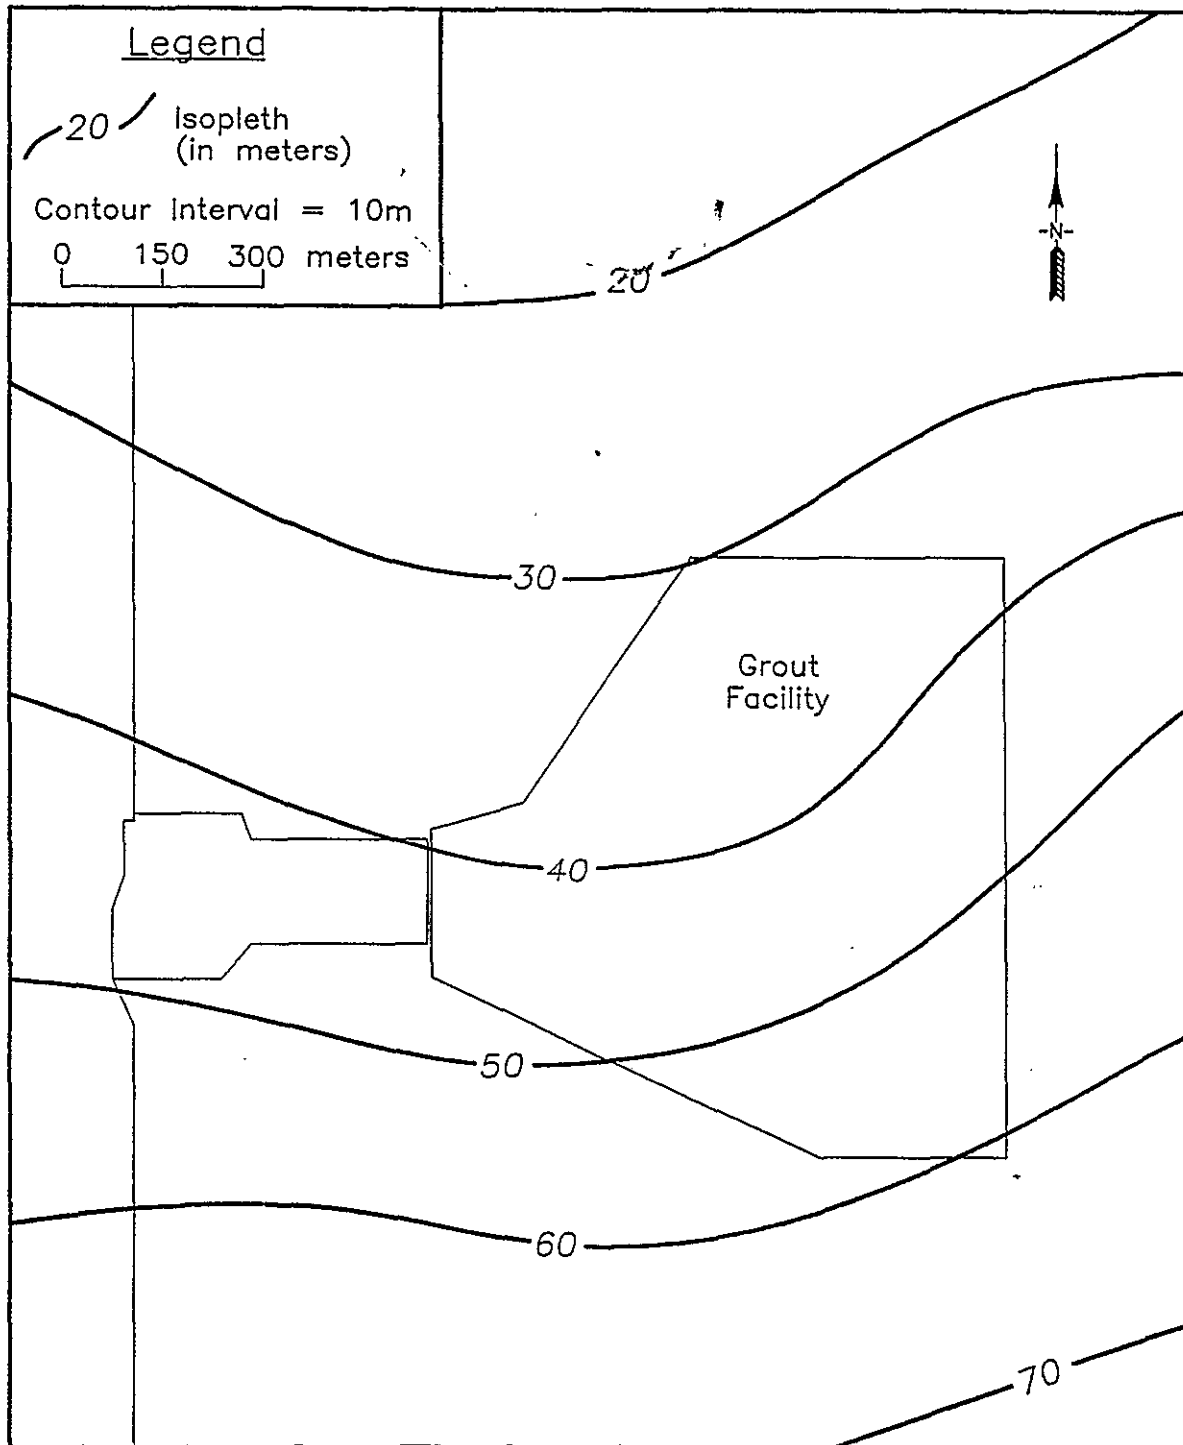 Legend
20 Isopleth
(in meters)
Contour Interval = 10m
0 150 300 meters
20
-N-
30
Grout
Facility
40
50
60
70